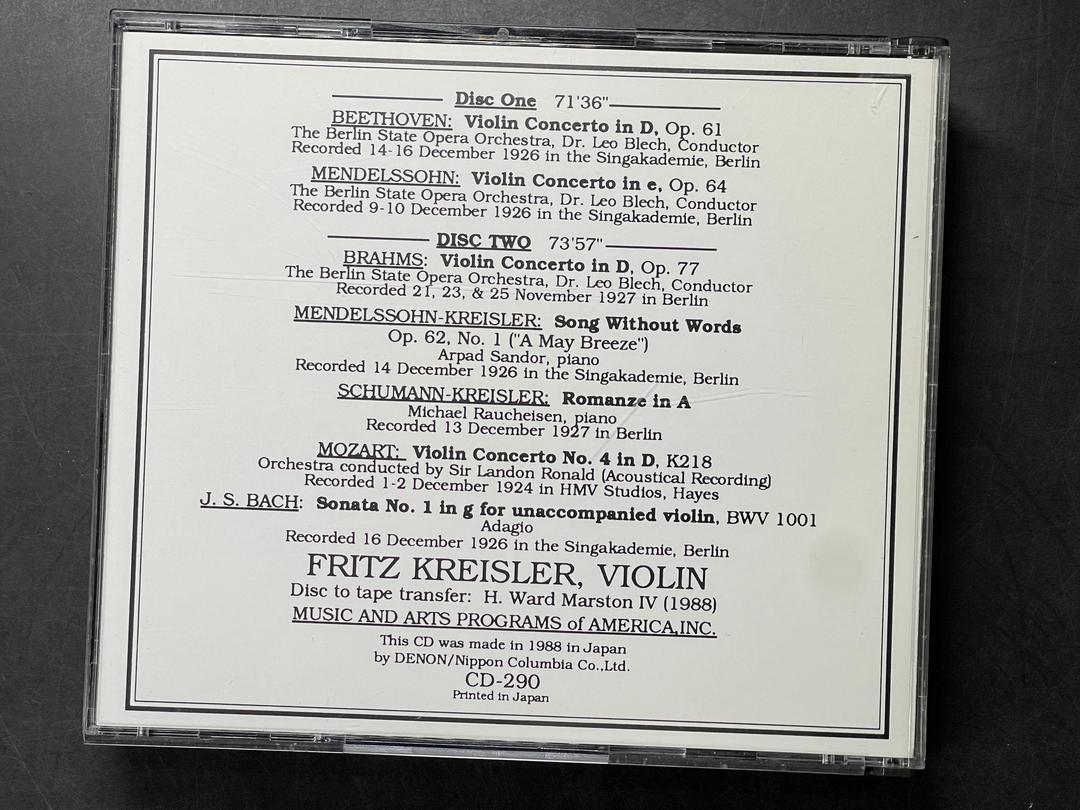 Disc One 71'36"
BEETHOVEN: Violin Concerto in D, Op. 61
The Berlin State Opera Orchestra, Dr. Leo Blech, Conductor
Recorded 14-16 December 1926 in the Singakademie, Berlin
MENDELSSOHN: Violin Concerto in e, Op. 64
The Berlin State Opera Orchestra, Dr. Leo Blech, Conductor
Recorded 9-10 December 1926 in the Singakademie, Berlin
DISC TWO 73'57"
BRAHMS: Violin Concerto in D, Op. 77
The Berlin State Opera Orchestra, Dr. Leo Blech, Conductor
Recorded 21, 23, & 25 November 1927 in Berlin
MENDELSSOHN-KREISLER: Song Without Words
Op. 62, No. 1 ("A May Breeze")
Arpad Sandor, piano
Recorded 14 December 1926 in the Singakademie, Berlin
SCHUMANN-KREISLER: Romanze in A
Michael Raucheisen, piano
Recorded 13 December 1927 in Berlin
MOZART: Violin Concerto No. 4 in D, K218
Orchestra conducted by Sir Landon Ronald (Acoustical Recording)
Recorded 1-2 December 1924 in HMV Studios, Hayes
J. S. BACH: Sonata No. 1 in g for unaccompanied violin, BWV 1001
Adagio
Recorded 16 December 1926 in the Singakademie, Berlin
FRITZ KREISLER, VIOLIN
Disc to tape transfer: H. Ward Marston IV (1988)
MUSIC AND ARTS PROGRAMS of AMERICA,INC.
This CD was made in 1988 in Japan
by DENON/Nippon Columbia Co.,Ltd.
CD-290
Printed in Japan